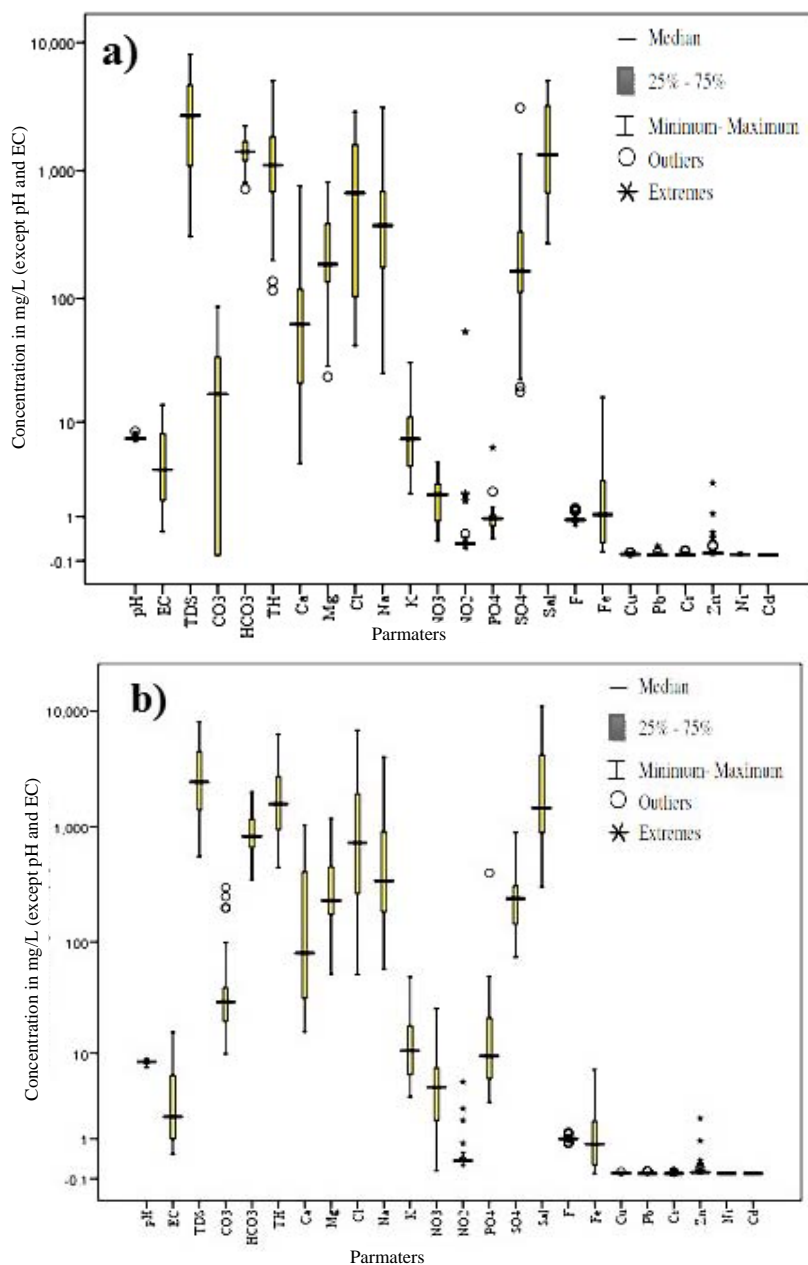 a)
Median
25% - 75%
Minimum- Maximum
Outliers
Extremes
Concentration in mg/L (except pH and EC)
10,000
1,000
100
10
1
-0.1
pH EC TDS CO3 HCO3 TH Ca Mg Cl Na K NO3 NO2 PO4 SO4 Sal F Fe Cu Pb Cr Zn Ni Cd
Parmaters
b)
Median
25% - 75%
Minimum- Maximum
Outliers
Extremes
Concentration in mg/L (except pH and EC)
10,000
1,000
100
10
1
-0.1
pH EC TDS CO3 HCO3 TH Ca Mg Cl Na K NO3 NO2 PO4 SO4 Sal F Fe Cu Pb Cr Zn Ni Cd
Parmaters